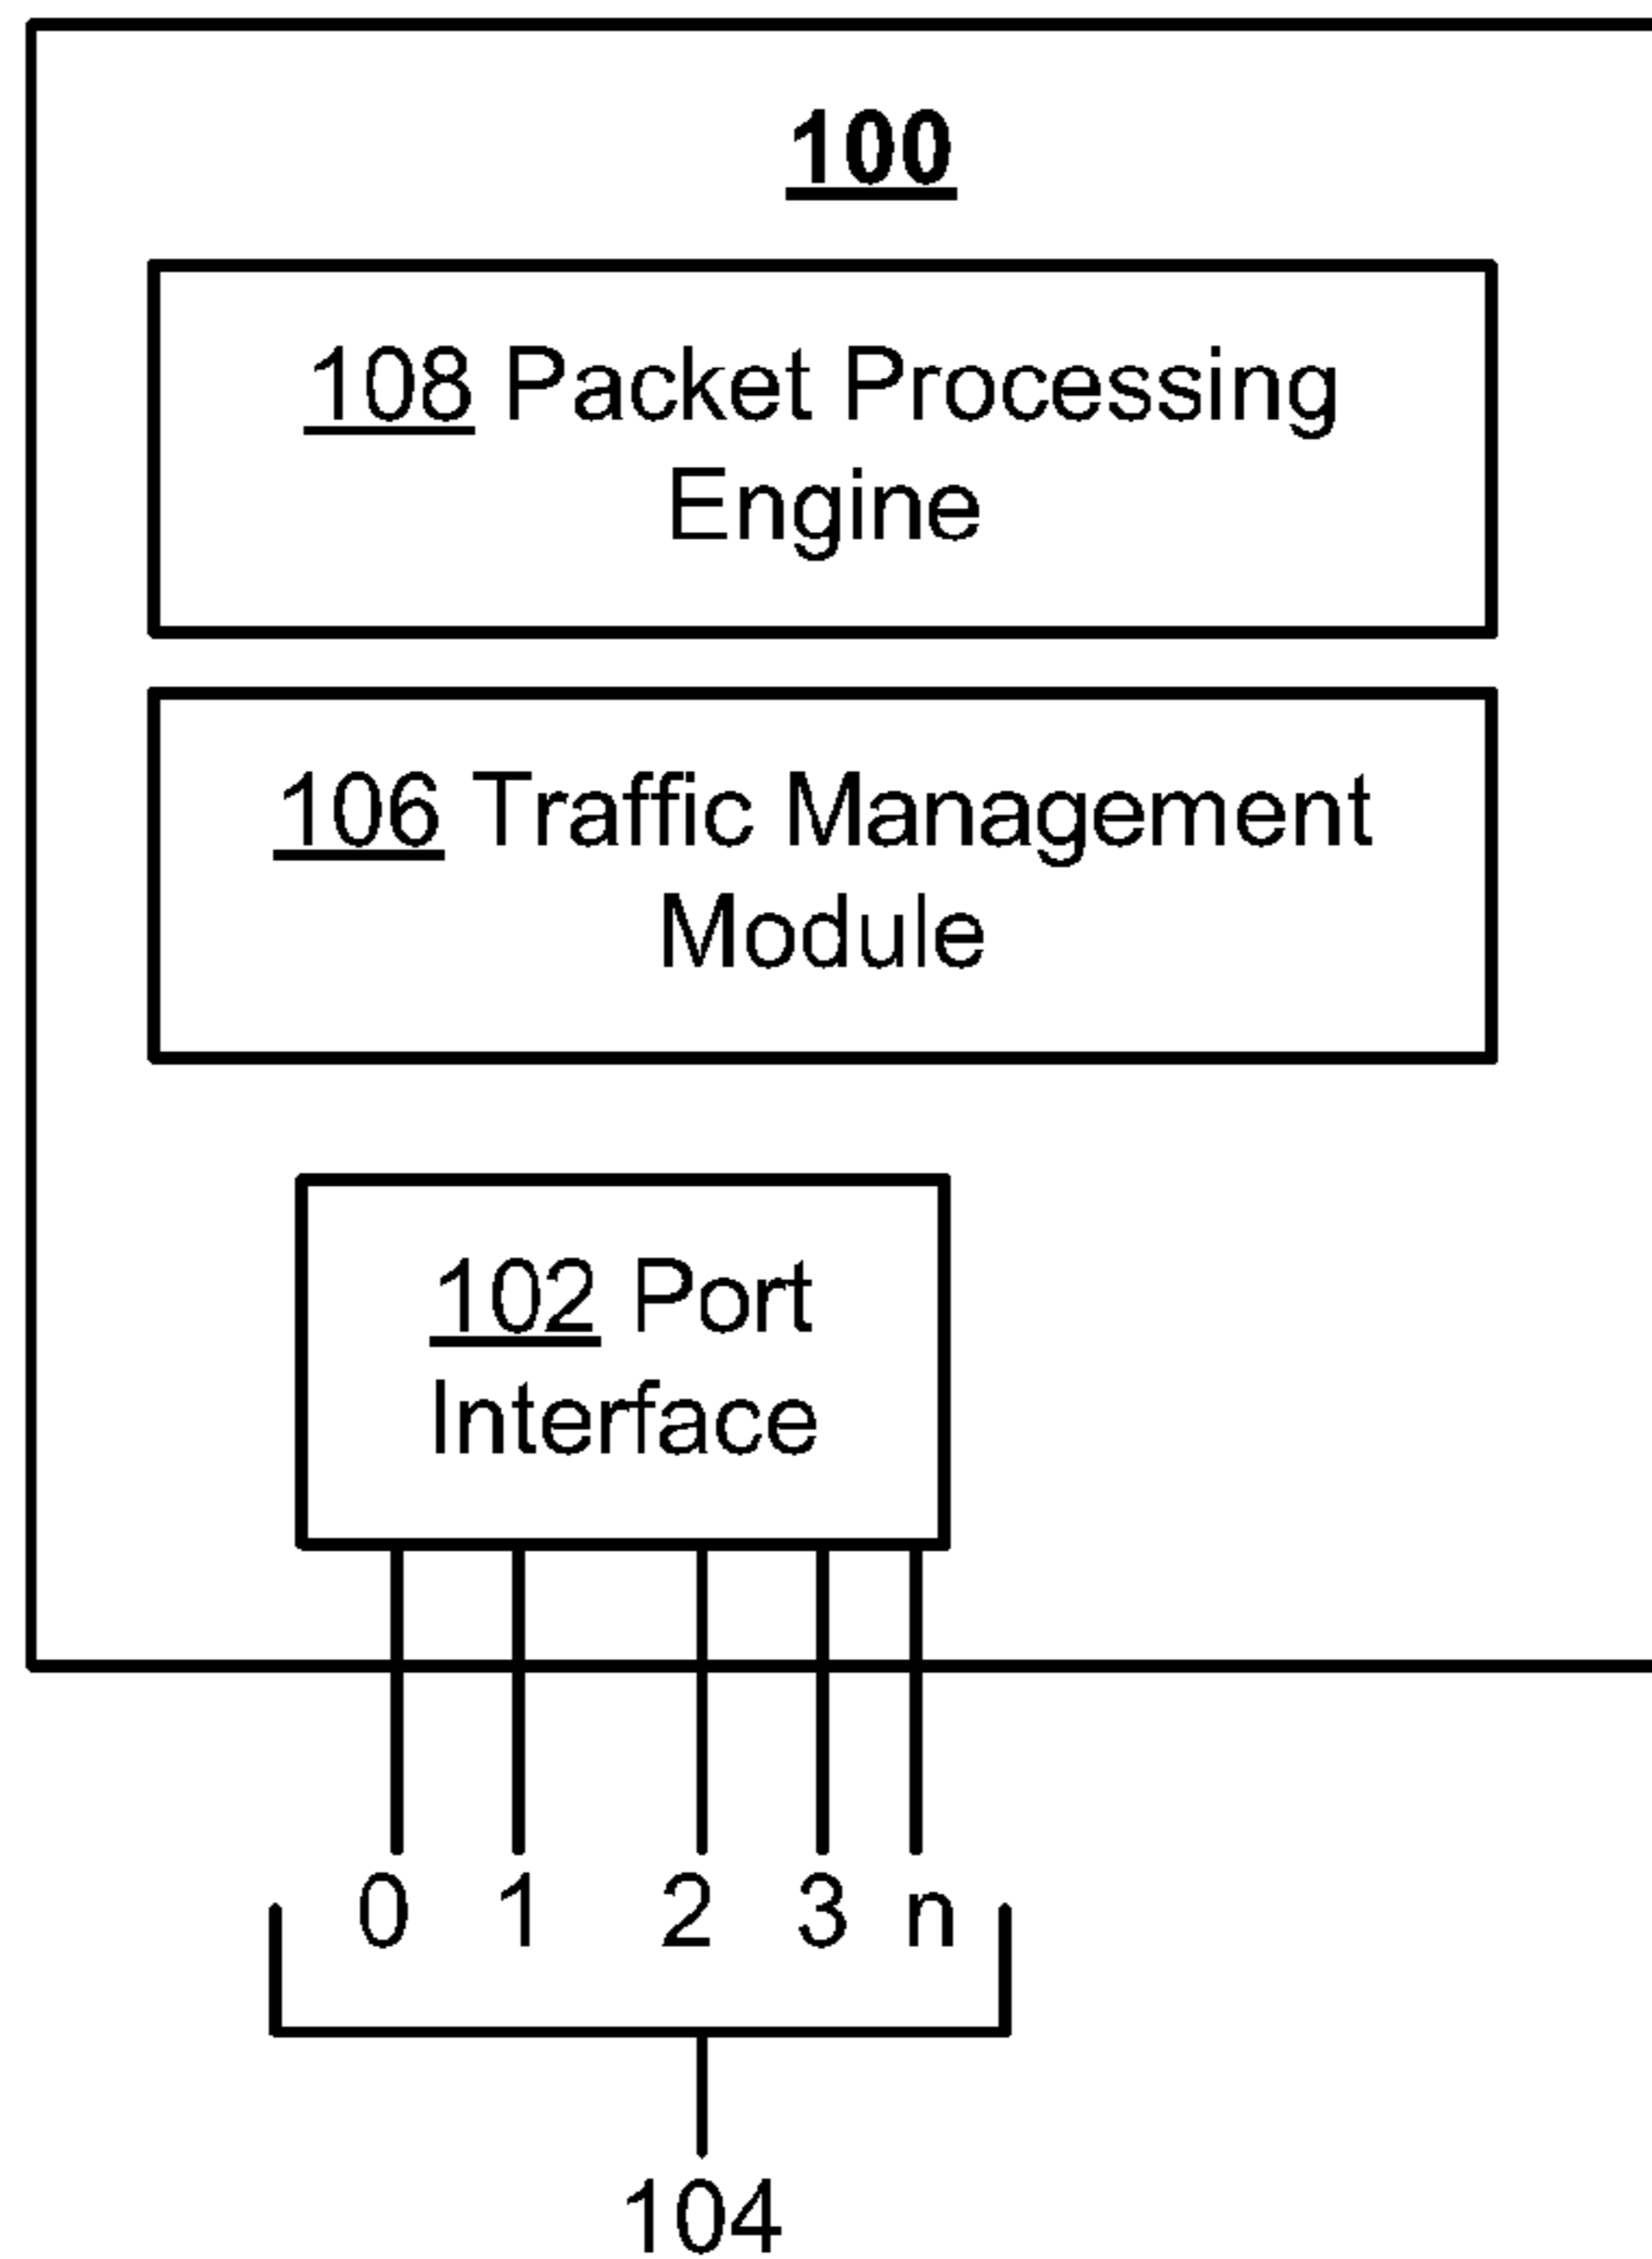 100
108 Packet Processing
Engine
106 Traffic Management
Module
102 Port
Interface
0 1 2 3 n
104